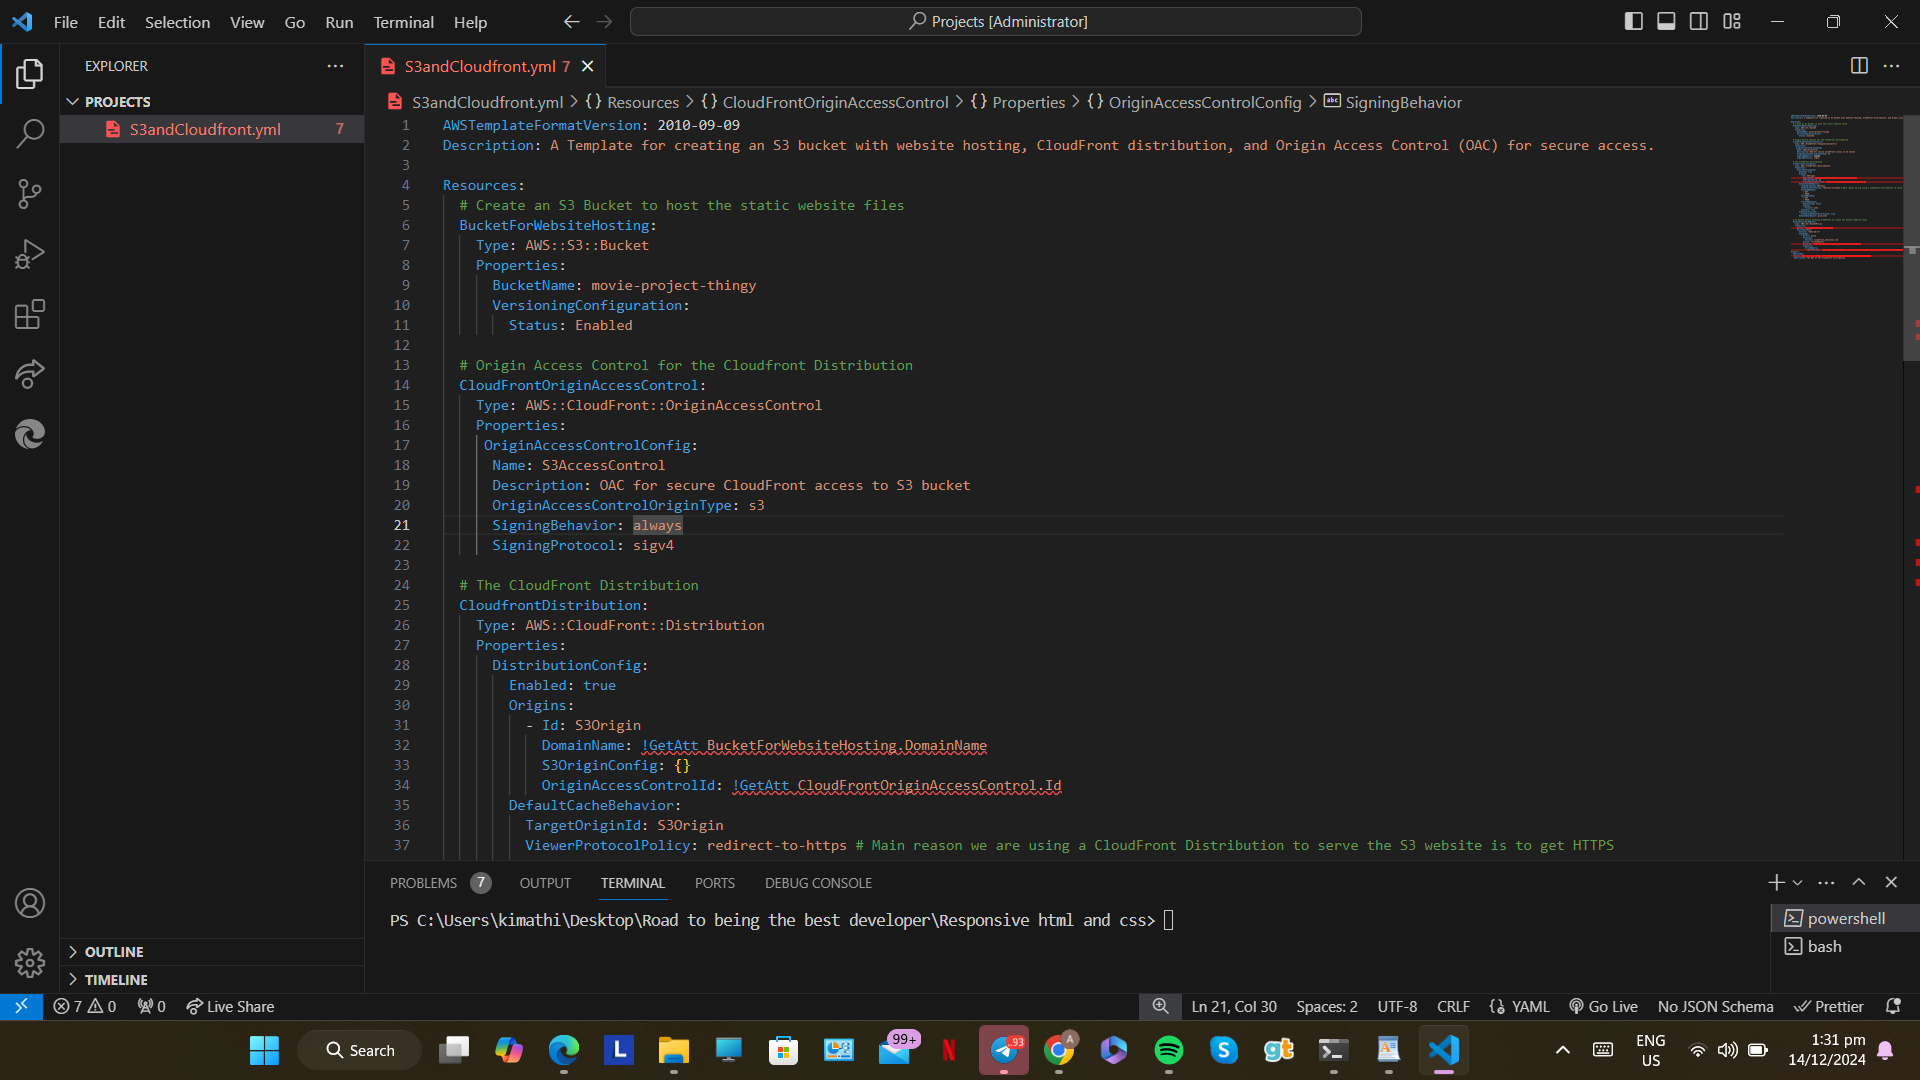 File Edit Selection View Go Run Terminal Help
Projects [Administrator]
EXPLORER
PROJECTS
S3andCloudfront.yml 7
S3andCloudfront.yml 7
S3andCloudfront.yml > {} Resources > {} CloudFrontOriginAccessControl > {} Properties > {} OriginAccessControlConfig > abc SigningBehavior
1 AWSTemplateFormatVersion: 2010-09-09
2 Description: A Template for creating an S3 bucket with website hosting, CloudFront distribution, and Origin Access Control (OAC) for secure access.
3
4 Resources:
5 # Create an S3 Bucket to host the static website files
6 BucketForWebsiteHosting:
7 Type: AWS::S3::Bucket
8 Properties:
9 BucketName: movie-project-thingy
10 VersioningConfiguration:
11 Status: Enabled
12
13 # Origin Access Control for the Cloudfront Distribution
14 CloudFrontOriginAccessControl:
15 Type: AWS::CloudFront::OriginAccessControl
16 Properties:
17 OriginAccessControlConfig:
18 Name: S3AccessControl
19 Description: OAC for secure CloudFront access to S3 bucket
20 OriginAccessControlOriginType: s3
21 SigningBehavior: always
22 SigningProtocol: sigv4
23
24 # The CloudFront Distribution
25 CloudfrontDistribution:
26 Type: AWS::CloudFront::Distribution
27 Properties:
28 DistributionConfig:
29 Enabled: true
30 Origins:
31 - Id: S3Origin
32 DomainName: !GetAtt BucketForWebsiteHosting.DomainName
33 S3OriginConfig: {}
34 OriginAccessControlId: !GetAtt CloudFrontOriginAccessControl.Id
35 DefaultCacheBehavior:
36 TargetOriginId: S3Origin
37 ViewerProtocolPolicy: redirect-to-https # Main reason we are using a CloudFront Distribution to serve the S3 website is to get HTTPS
PROBLEMS 7 OUTPUT TERMINAL PORTS DEBUG CONSOLE
PS C:\Users\kimathi\Desktop\Road to being the best developer\Responsive html and css>
powershell
bash
OUTLINE
TIMELINE
7 0 0 Live Share Ln 21, Col 30 Spaces: 2 UTF-8 CRLF {} YAML Go Live No JSON Schema Prettier
Search L 99+ N ..93 A S gt ENG US 1:31 pm 14/12/2024